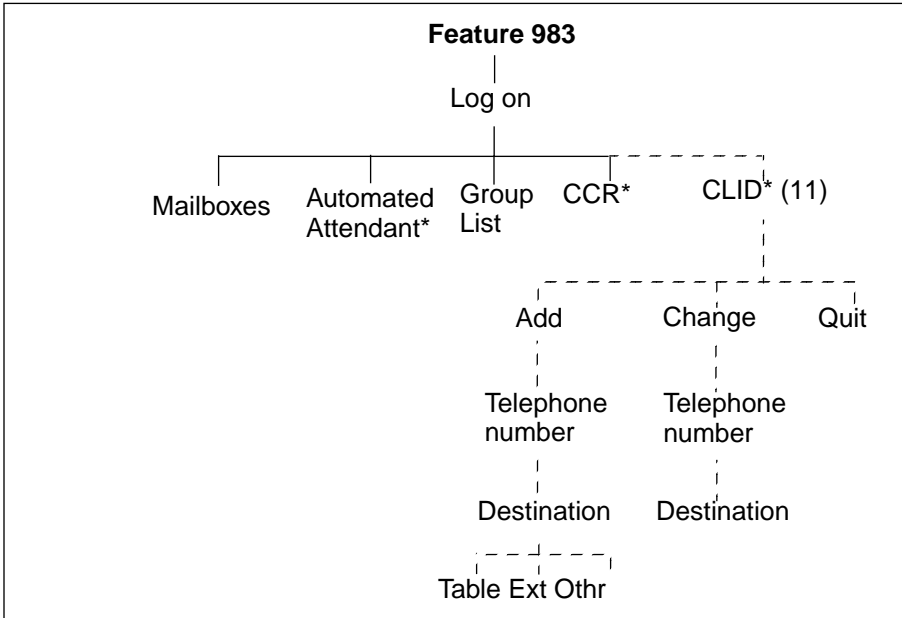 Feature 983
Log on
Mailboxes
Automated
Attendant*
Group
List
CCR*
CLID* (11)
Add
Change
Quit
Telephone
number
Telephone
number
Destination
Destination
Table Ext Othr